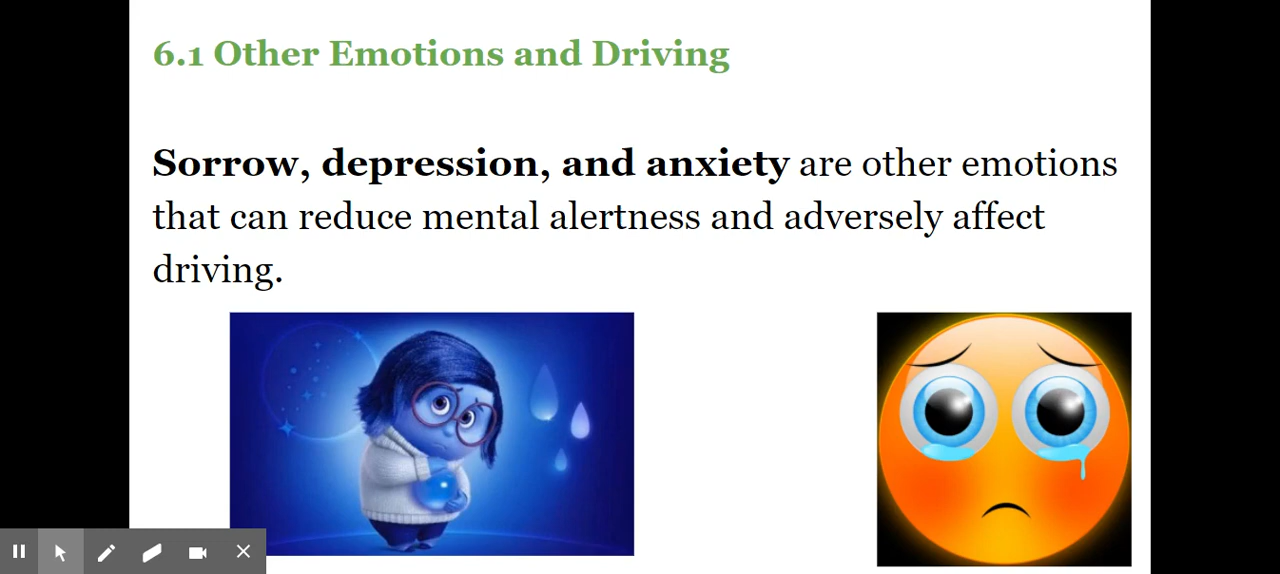 6.1 Other Emotions and Driving
Sorrow, depression, and anxiety are other emotions
that can reduce mental alertness and adversely affect
driving.